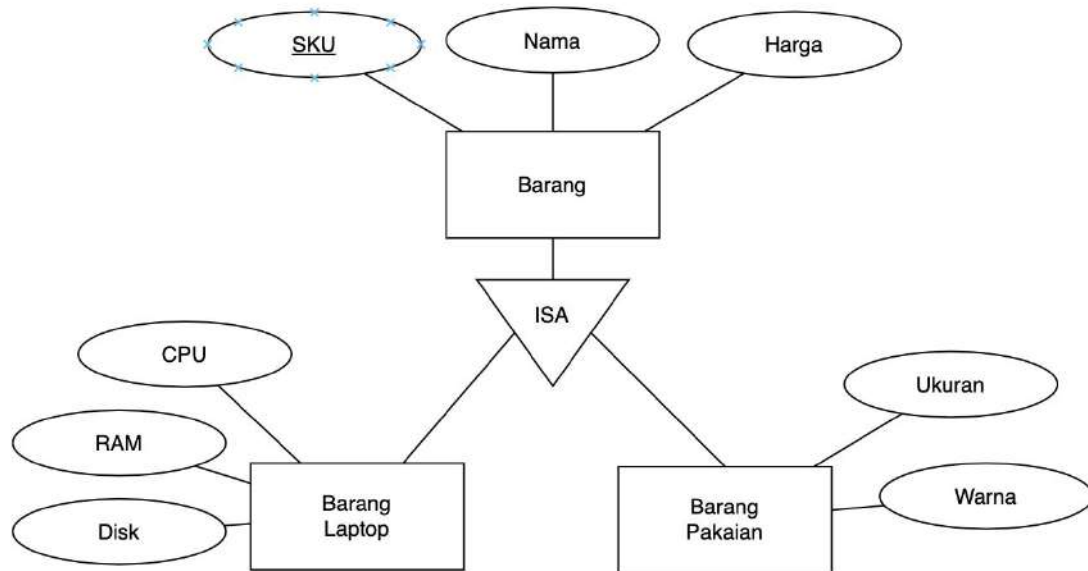 SKU
Nama
Harga
Barang
ISA
CPU
RAM
Disk
Barang
Laptop
Ukuran
Warna
Barang
Pakaian